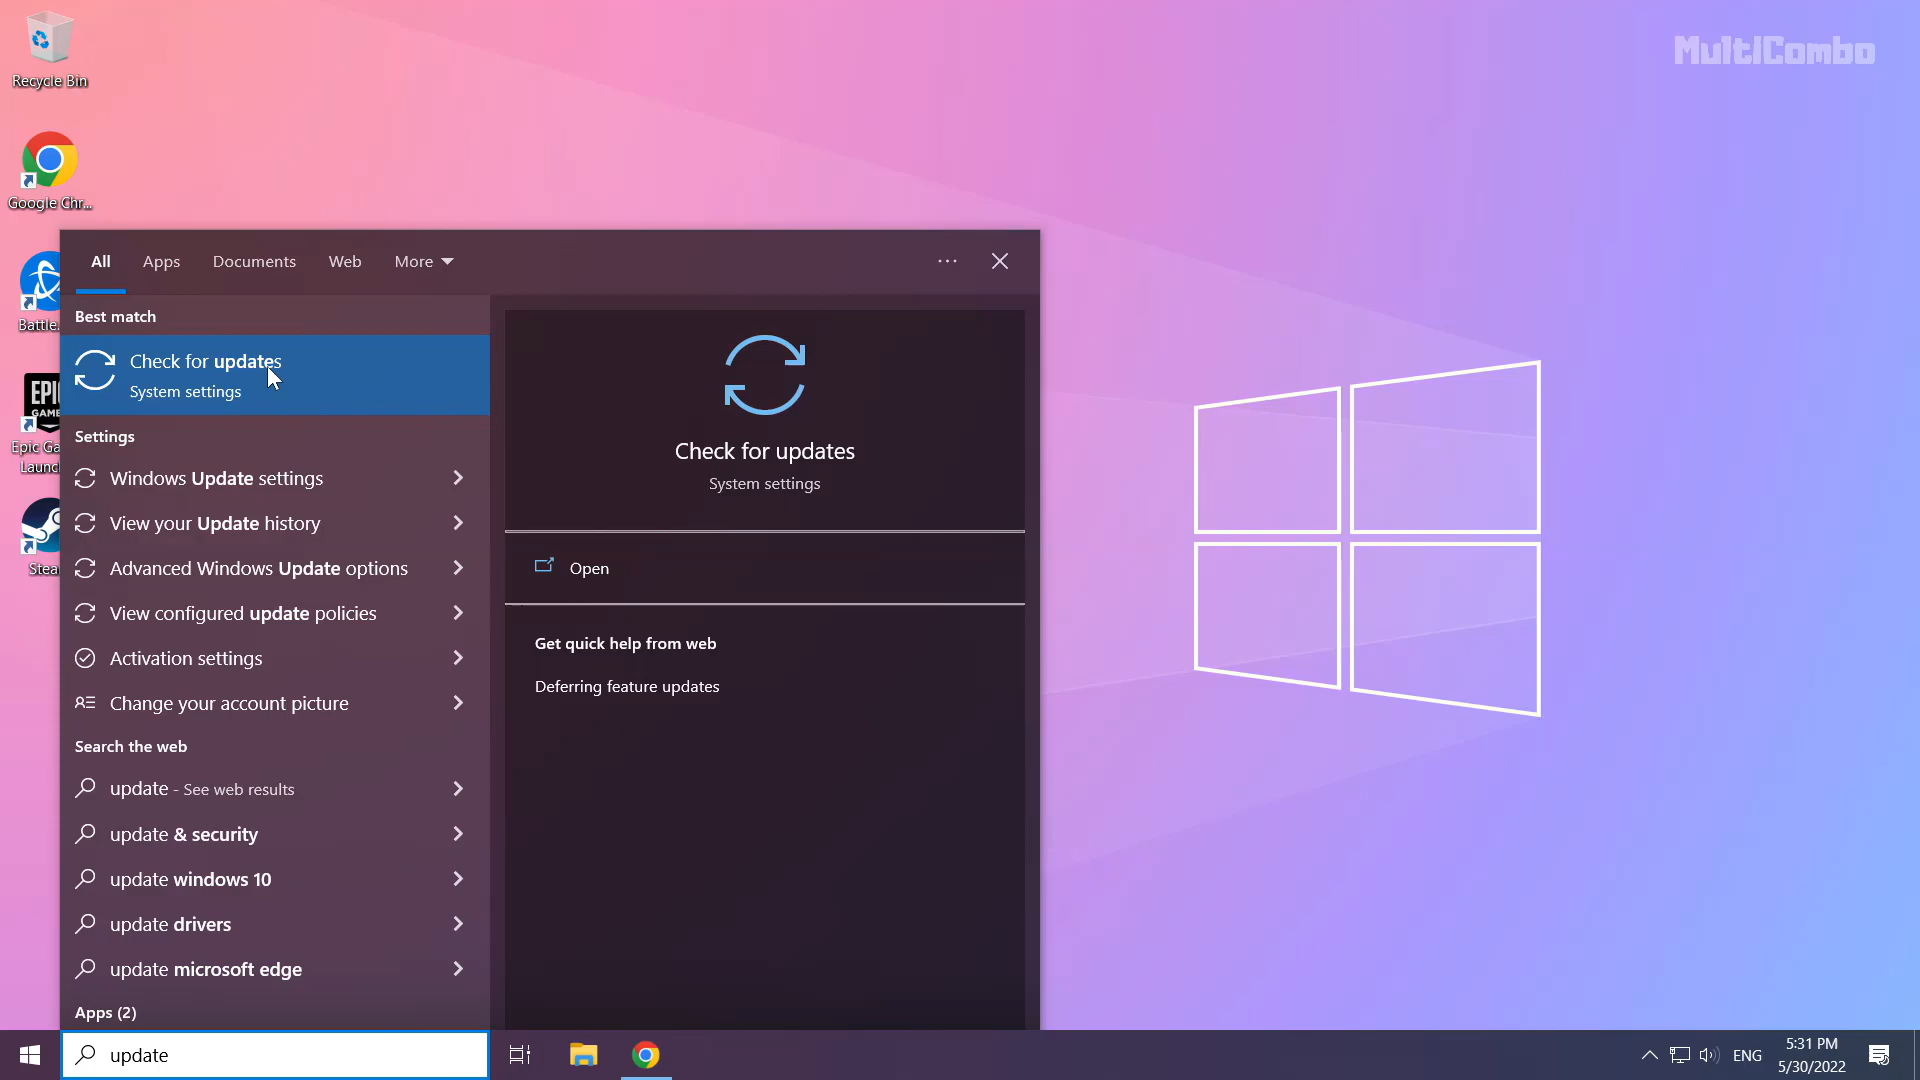 MultiCombo
Recycle Bin
Google Chr...
Battle.
EPIC
GAME
Epic Ga
Launc
Stea
All Apps Documents Web More
Best match
Check for updates
System settings
Settings
Windows Update settings
View your Update history
Advanced Windows Update options
View configured update policies
Activation settings
Change your account picture
Search the web
update - See web results
update & security
update windows 10
update drivers
update microsoft edge
Apps (2)
update
Check for updates
System settings
Open
Get quick help from web
Deferring feature updates
ENG
5:31 PM
5/30/2022